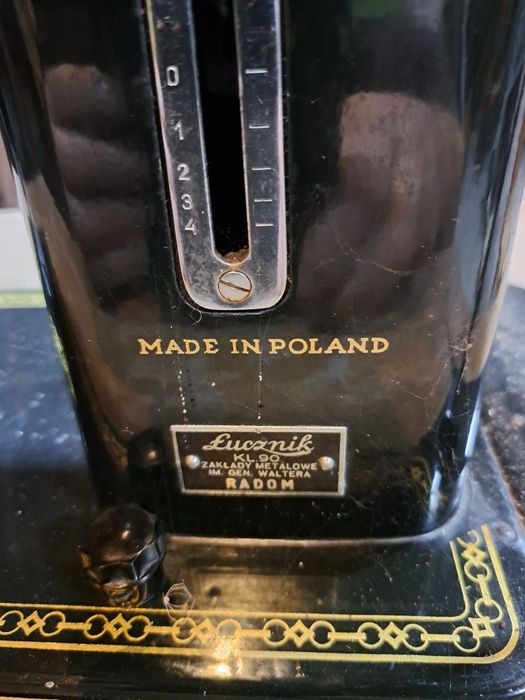 0
1
2
3
4
MADE IN POLAND
Łucznik
KL.90
ZAKŁADY METALOWE
IM. GEN. WALTERA
RADOM